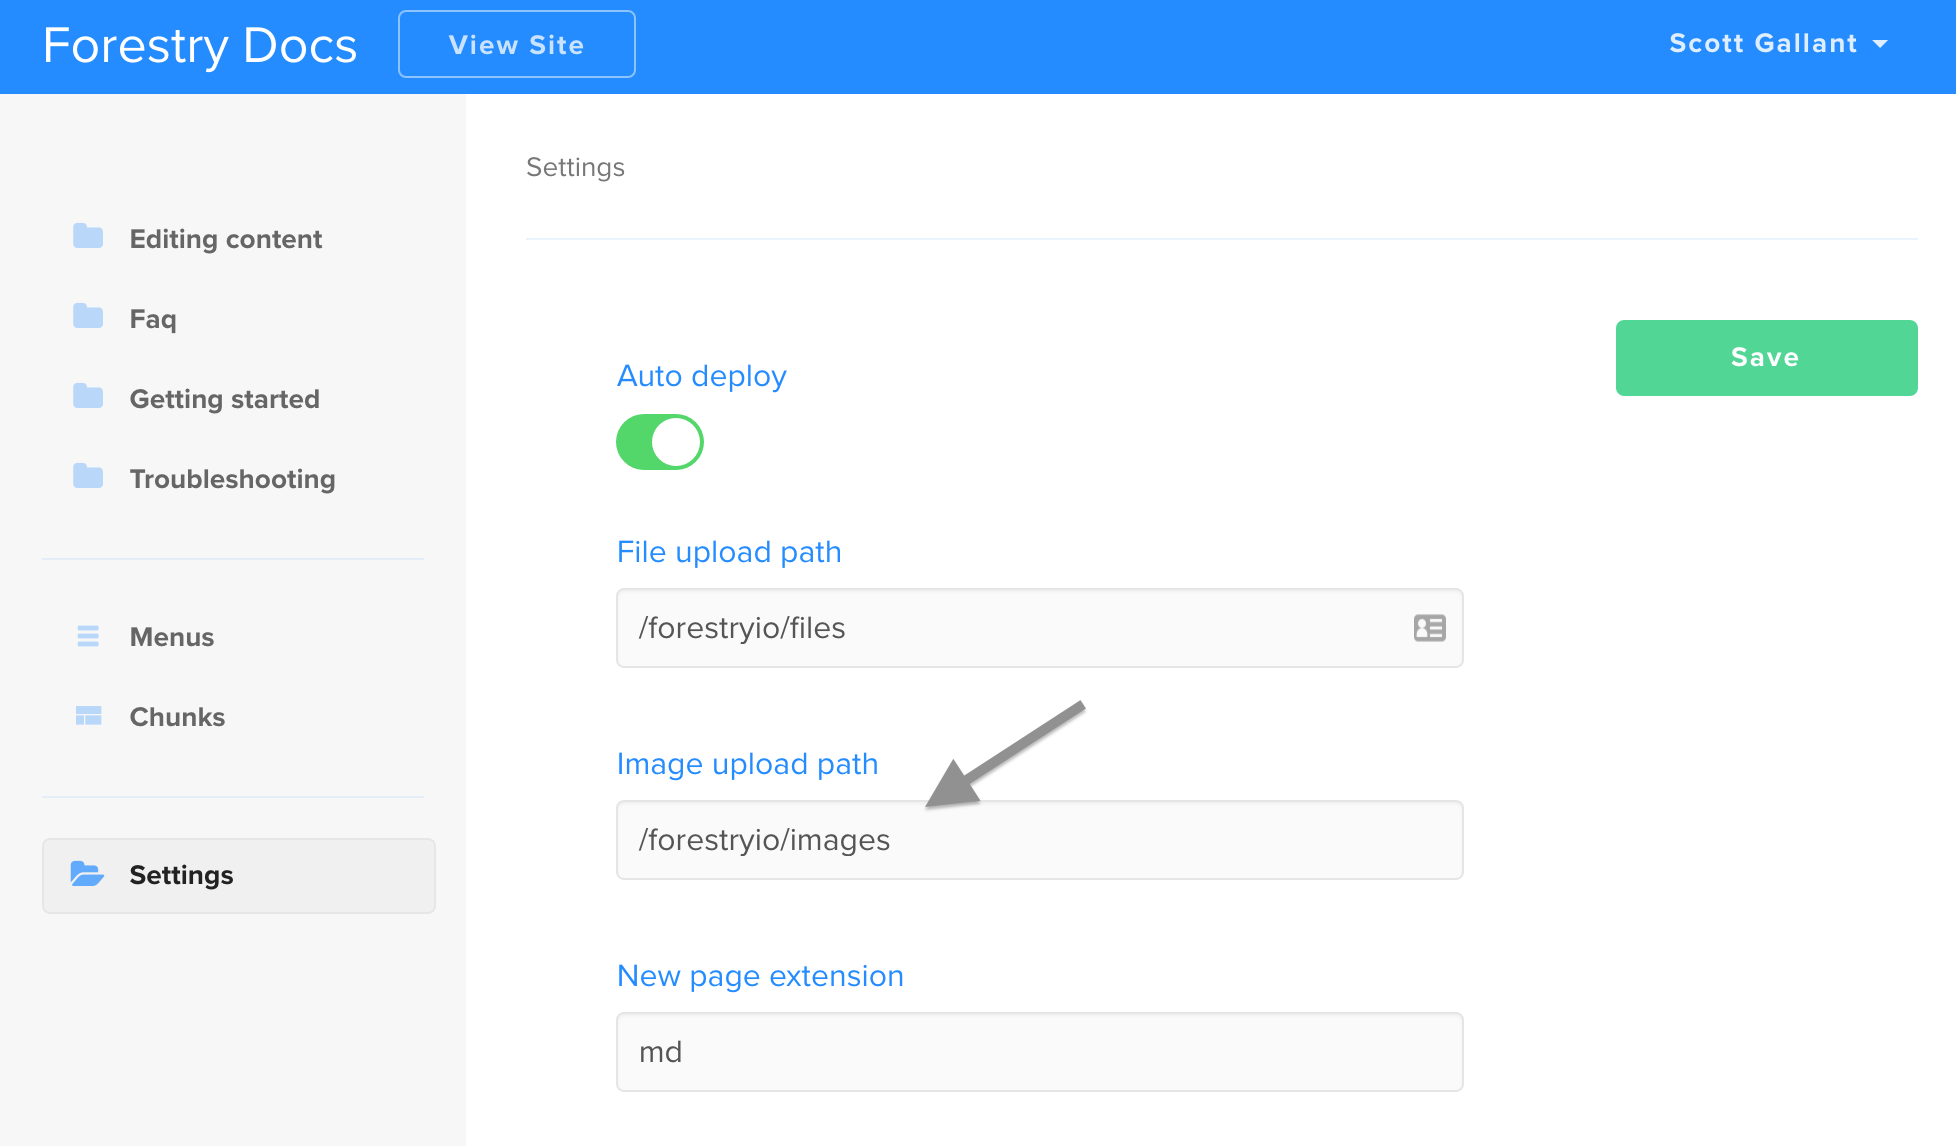 Forestry Docs
View Site
Scott Gallant
Editing content
Faq
Getting started
Troubleshooting
Menus
Chunks
Settings
Settings
Save
Auto deploy
File upload path
/forestryio/files
Image upload path
/forestryio/images
New page extension
md